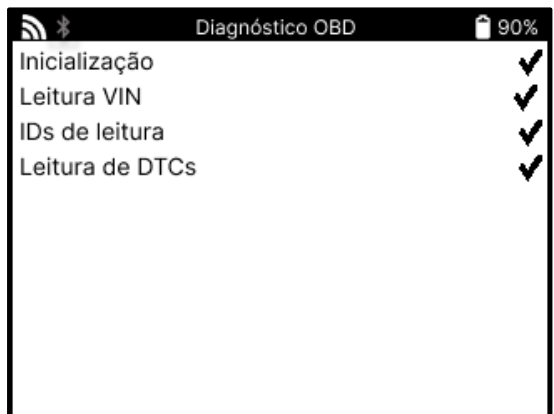 Diagnóstico OBD 90%
Inicialização
Leitura VIN
IDs de leitura
Leitura de DTCs